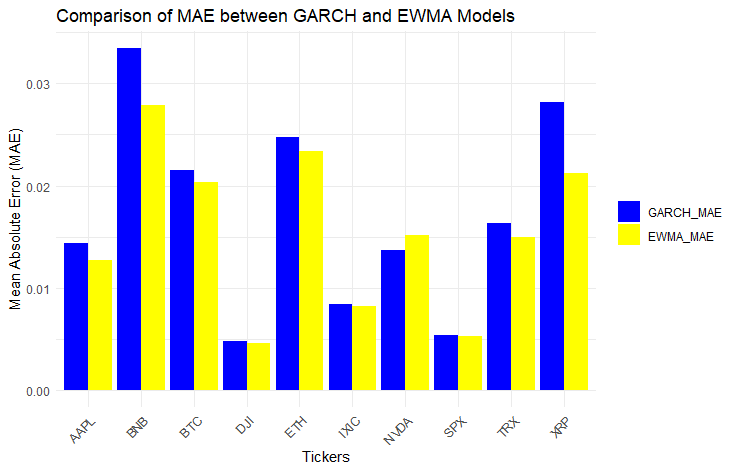 Comparison of MAE between GARCH and EWMA Models
Mean Absolute Error (MAE)
0.03
0.02
0.01
0.00
AAPL
BNB
BTC
DJI
ETH
IXIC
NVDA
SPX
TRX
XRP
Tickers
GARCH_MAE
EWMA_MAE